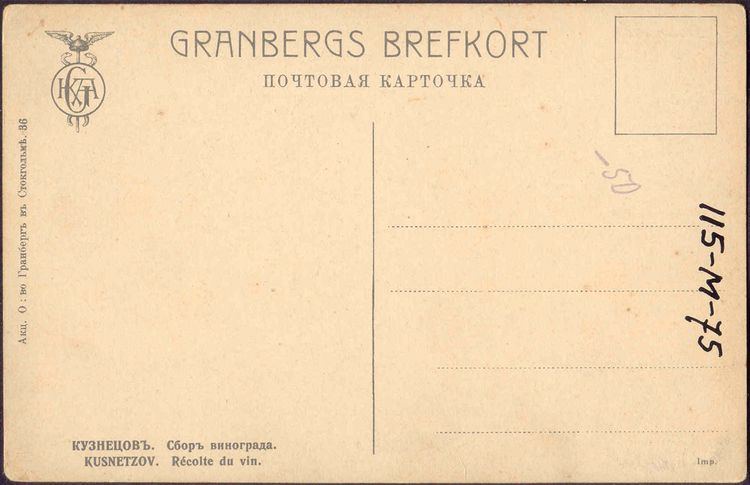 GRANBERGS BREFKORT
ПОЧТОВАЯ КАРТОЧКА
Акц. О : во Гранбергъ въ Стокгольмѣ. 36
50
115-M-75
КУЗНЕЦОВЪ. Сборъ винограда.
KUSNETZOV. Récolte du vin.
Imp.